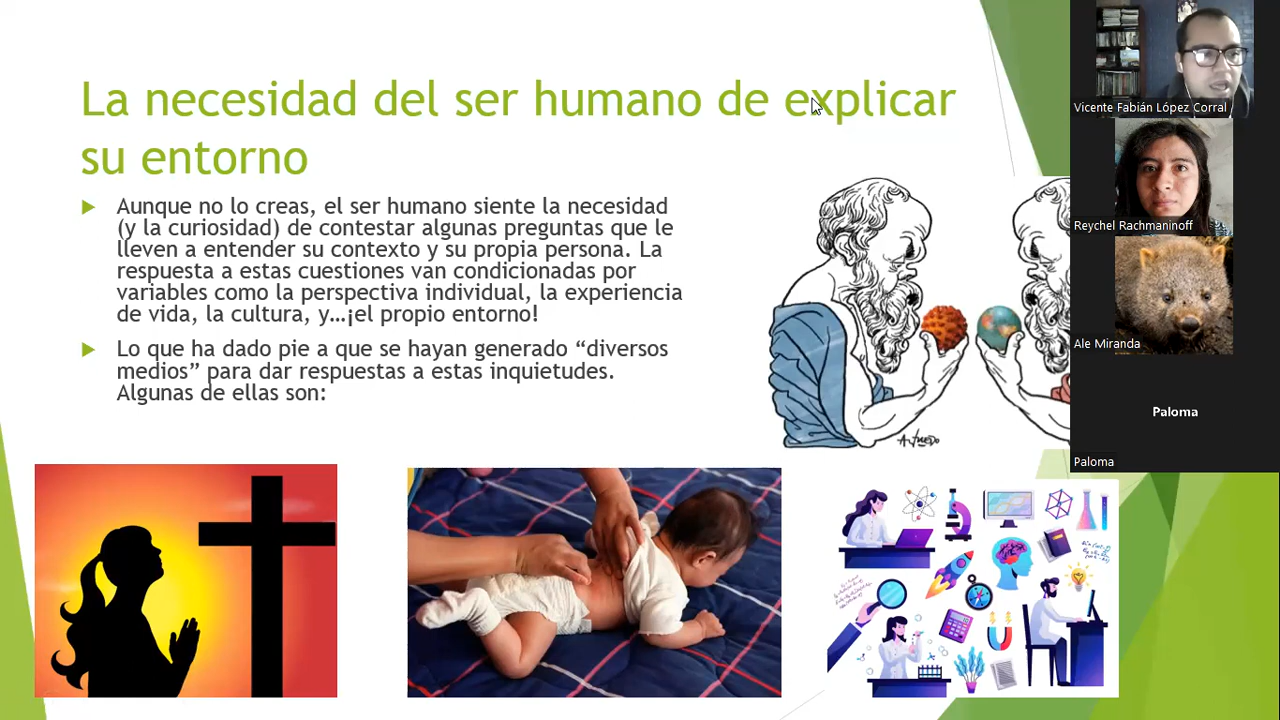 La necesidad del ser humano de explicar
su entorno
Aunque no lo creas, el ser humano siente la necesidad
(y la curiosidad) de contestar algunas preguntas que le
lleven a entender su contexto y su propia persona. La
respuesta a estas cuestiones van condicionadas por
variables como la perspectiva individual, la experiencia
de vida, la cultura, y...¡el propio entorno!
Lo que ha dado pie a que se hayan generado “diversos
medios” para dar respuestas a estas inquietudes.
Algunas de ellas son:
Vicente Fabián López Corral
Reychel Rachmaninoff
Ale Miranda
Paloma
Paloma